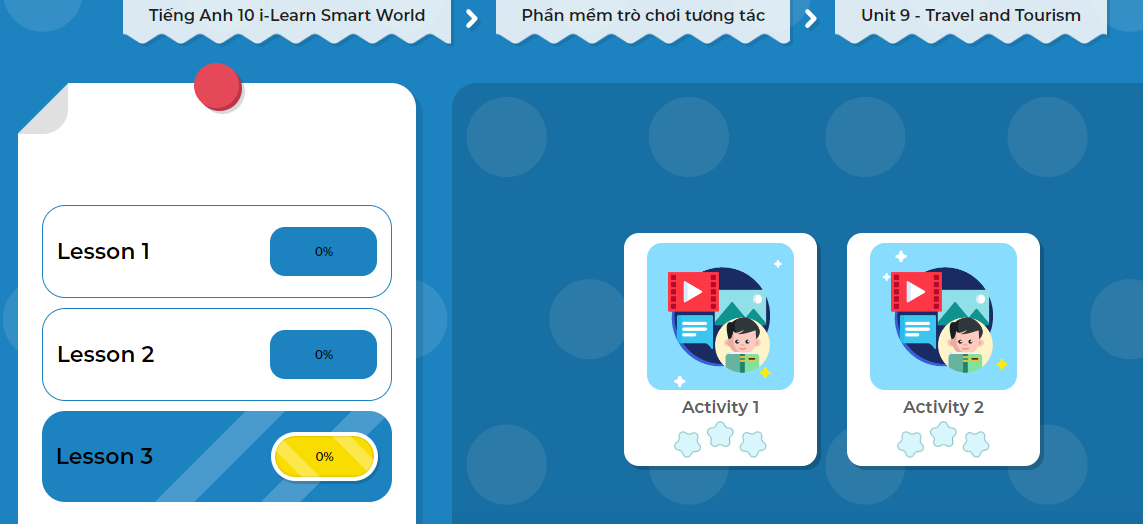 Tiếng Anh 10 i-Learn Smart World
Phần mềm trò chơi tương tác
Unit 9 - Travel and Tourism
Lesson 1
0%
Lesson 2
0%
Lesson 3
0%
Activity 1
Activity 2